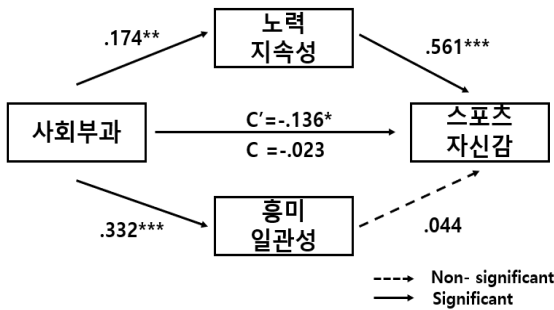 노력
지속성
.174**
.561***
사회부과
C’=-.136*
C =-.023
스포츠
자신감
흥미
일관성
.332***
.044
Non- significant
Significant